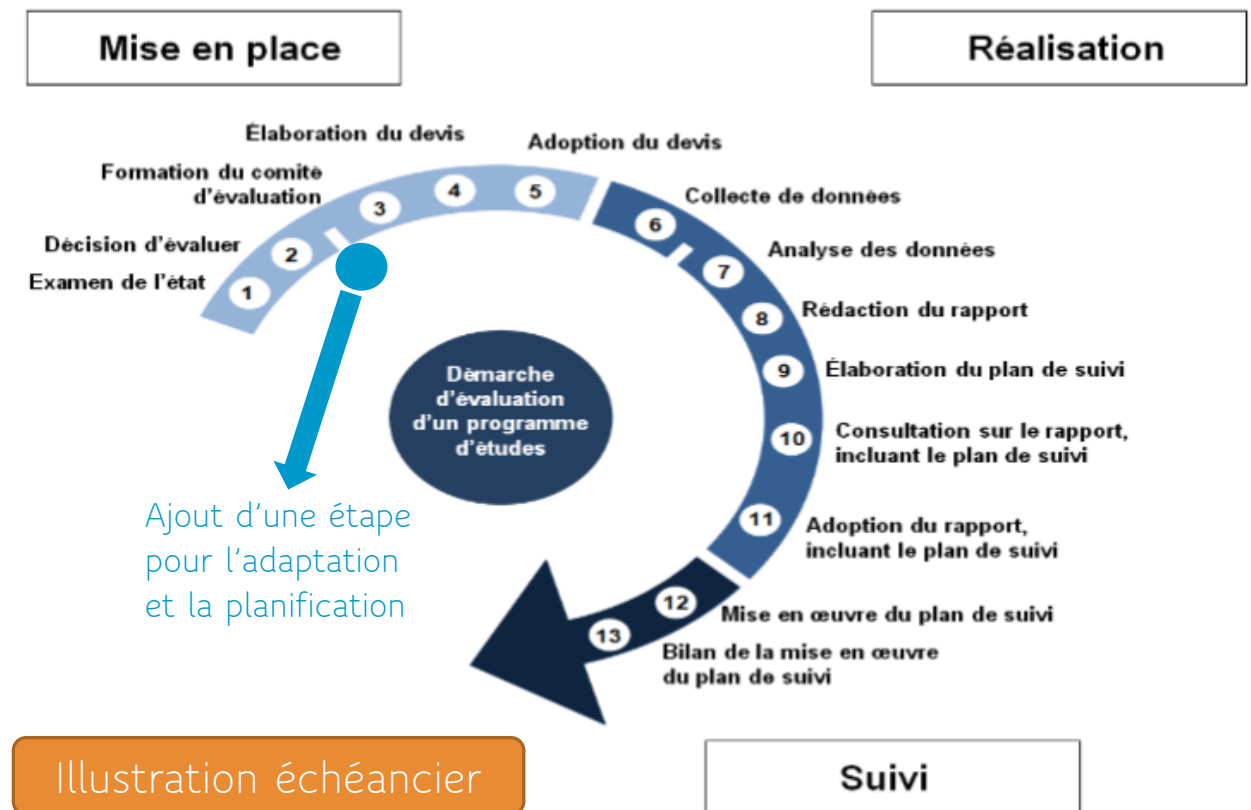 Mise en place
Réalisation
Élaboration du devis
Adoption du devis
Formation du comité
d'évaluation
Décision d'évaluer
Examen de l'état
1
2
3
4
5
6
7
8
9
10
11
12
13
Collecte de données
Analyse des données
Rédaction du rapport
Élaboration du plan de suivi
Consultation sur le rapport,
incluant le plan de suivi
Adoption du rapport,
incluant le plan de suivi
Mise en œuvre du plan de suivi
Bilan de la mise en œuvre
du plan de suivi
Démarche
d'évaluation
d'un programme
d'études
Ajout d'une étape
pour l'adaptation
et la planification
Illustration échéancier
Suivi